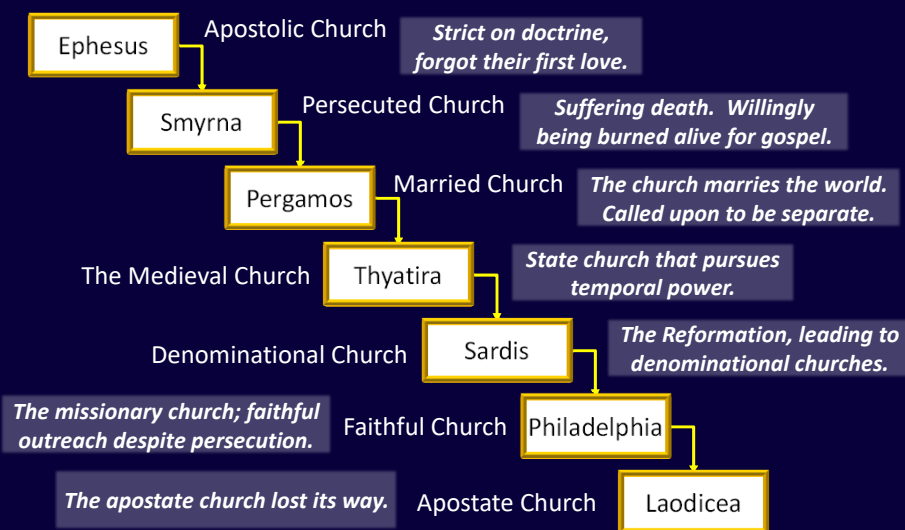 Ephesus
Apostolic Church
Strict on doctrine,
forgot their first love.
Smyrna
Persecuted Church
Suffering death.  Willingly
being burned alive for gospel.
Pergamos
Married Church
The church marries the world.
Called upon to be separate.
The Medieval Church
Thyatira
State church that pursues
temporal power.
Denominational Church
Sardis
The Reformation, leading to
denominational churches.
The missionary church; faithful
outreach despite persecution.
Faithful Church
Philadelphia
The apostate church lost its way.
Apostate Church
Laodicea